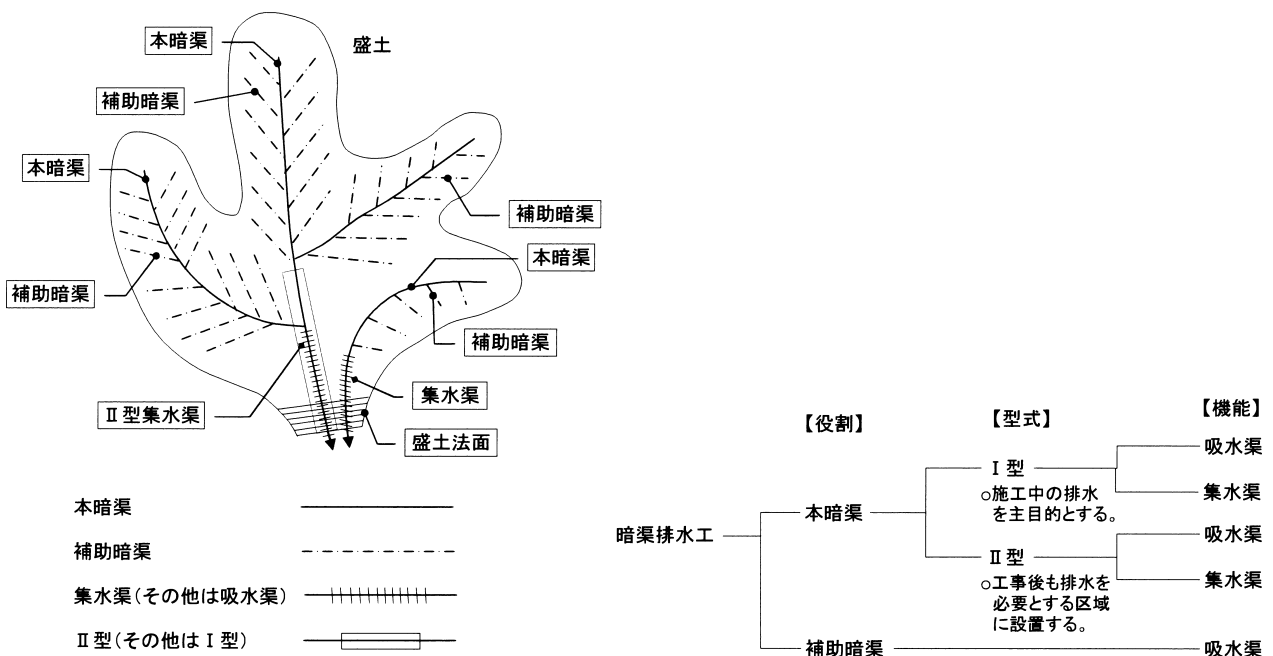 本暗渠
盛土
補助暗渠
本暗渠
補助暗渠
本暗渠
補助暗渠
補助暗渠
集水渠
Ⅱ型集水渠
盛土法面
本暗渠
補助暗渠
集水渠(その他は吸水渠)
Ⅱ型(その他はⅠ型)
【役割】
【型式】
【機能】
暗渠排水工
本暗渠
Ⅰ型
○施工中の排水
を主目的とする。
吸水渠
集水渠
Ⅱ型
○工事後も排水を
必要とする区域
に設置する。
吸水渠
集水渠
補助暗渠
吸水渠